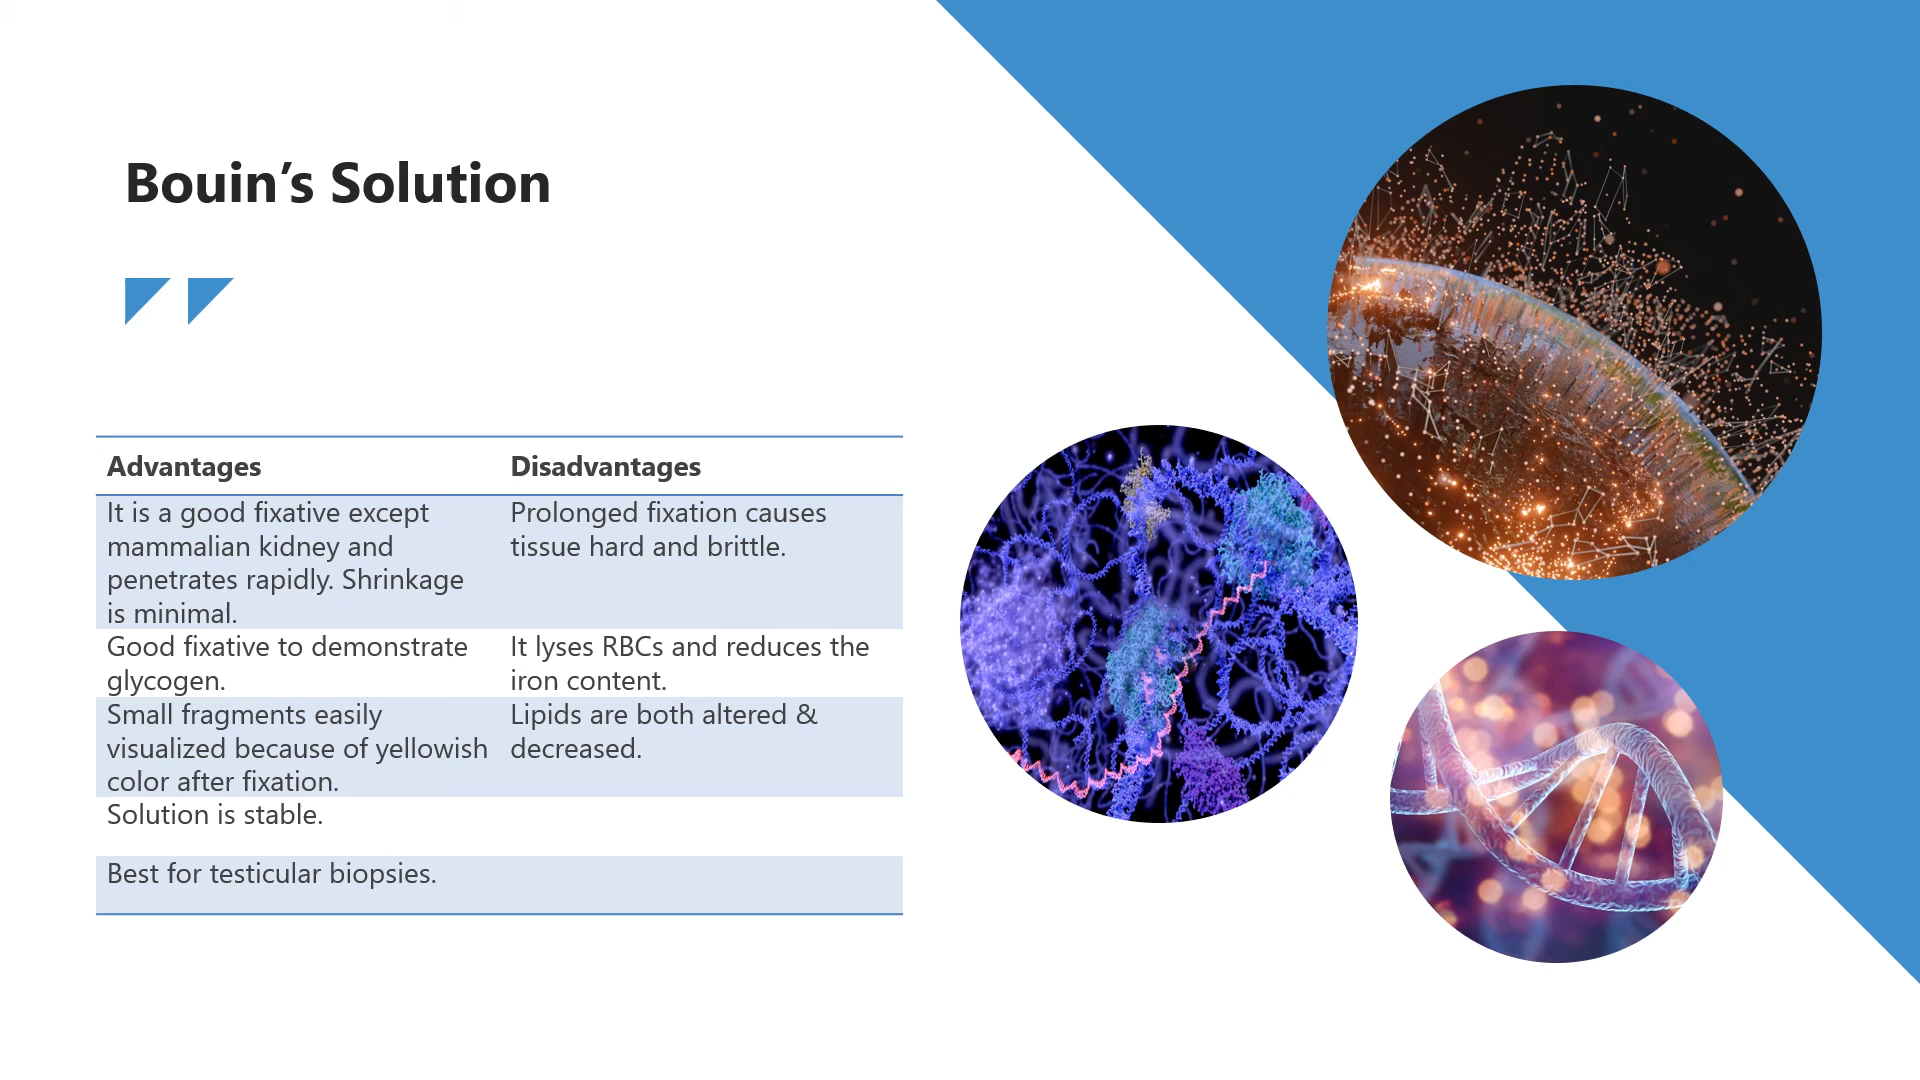 Bouin’s Solution
Advantages
Disadvantages
It is a good fixative except
mammalian kidney and
penetrates rapidly. Shrinkage
is minimal.
Prolonged fixation causes
tissue hard and brittle.
Good fixative to demonstrate
glycogen.
It lyses RBCs and reduces the
iron content.
Small fragments easily
visualized because of yellowish
color after fixation.
Lipids are both altered &
decreased.
Solution is stable.
Best for testicular biopsies.